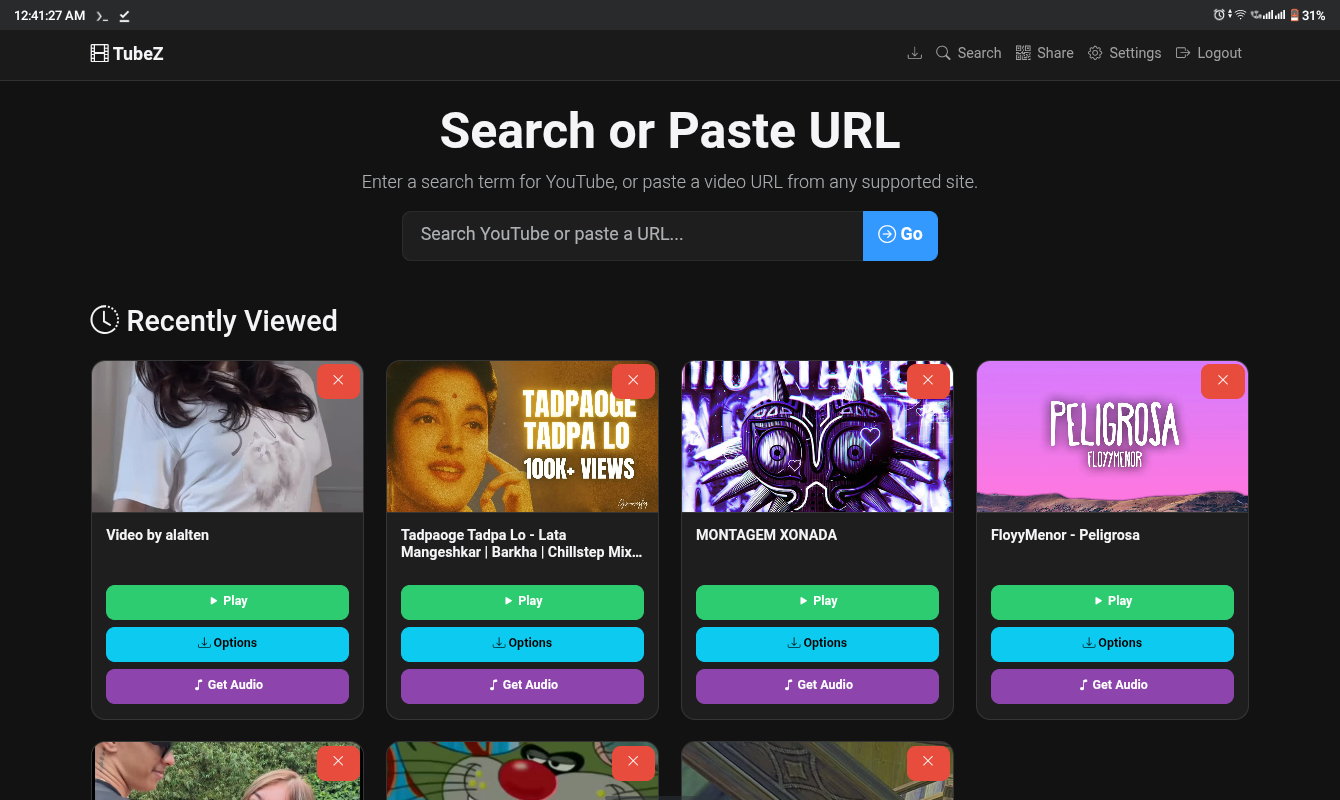 12:41:27 AM
31%
TubeZ
Search
Share
Settings
Logout
Search or Paste URL
Enter a search term for YouTube, or paste a video URL from any supported site.
Search YouTube or paste a URL...
Go
Recently Viewed
TADPAOGE
TADPA LO
100K+ VIEWS
PELIGROSA
FLOYYMENOR
Video by alalten
Tadpaoge Tadpa Lo - Lata
Mangeshkar | Barkha | Chillstep Mix...
MONTAGEM XONADA
FloyyMenor - Peligrosa
Play
Play
Play
Play
Options
Options
Options
Options
Get Audio
Get Audio
Get Audio
Get Audio